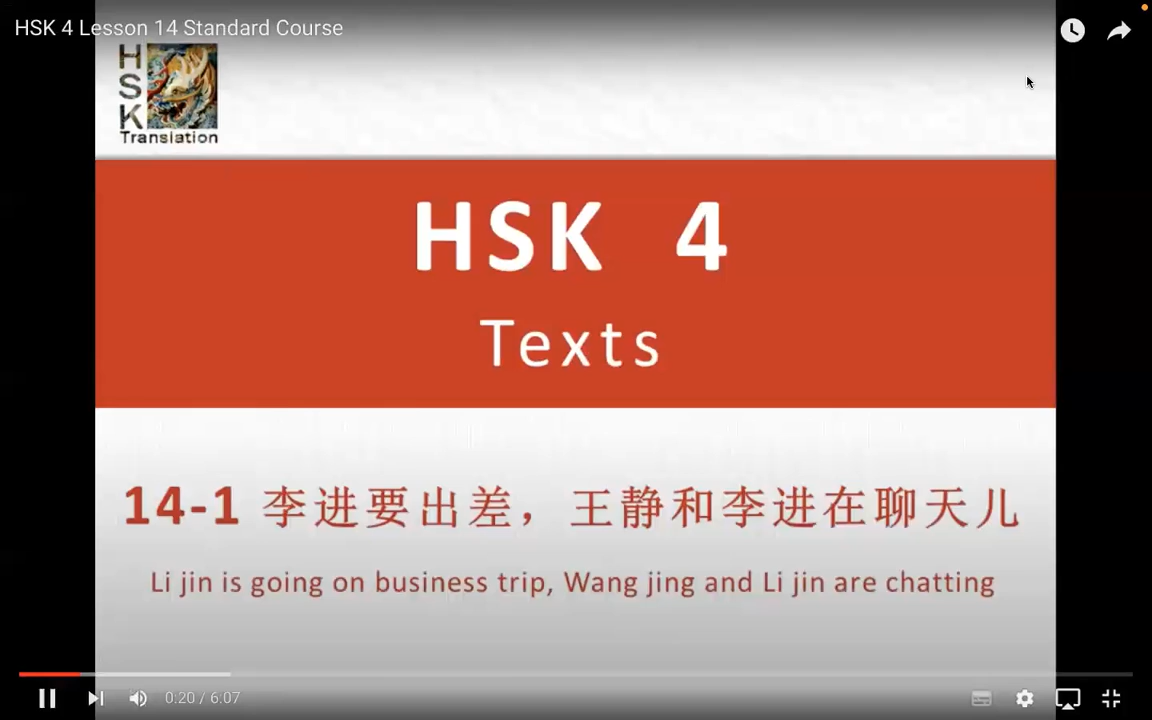 HSK 4 Lesson 14 Standard Course
HSK
Translation
HSK 4
Texts
14-1 李进要出差，王静和李进在聊天儿
Li jin is going on business trip, Wang jing and Li jin are chatting
0:20 / 6:07